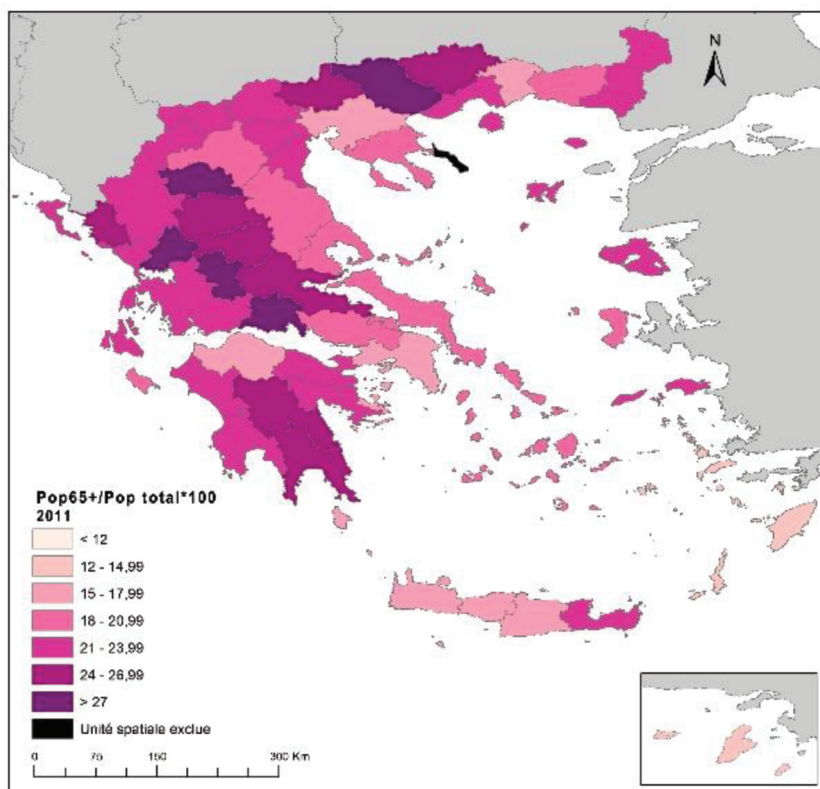 N
Pop65+/Pop total*100
2011
< 12
12 - 14,99
15 - 17,99
18 - 20,99
21 - 23,99
24 - 26,99
> 27
Unité spatiale exclue
0 75 150 300 Km